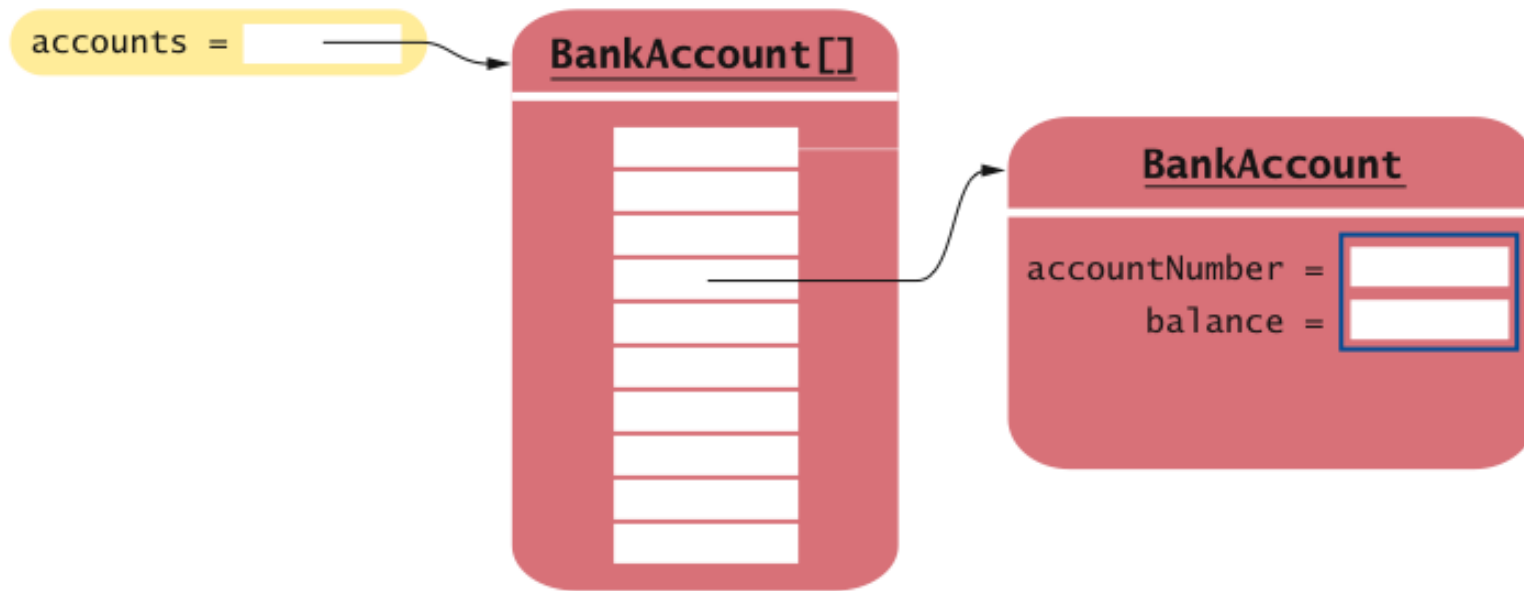 accounts =
BankAccount[]
BankAccount
accountNumber =
balance =